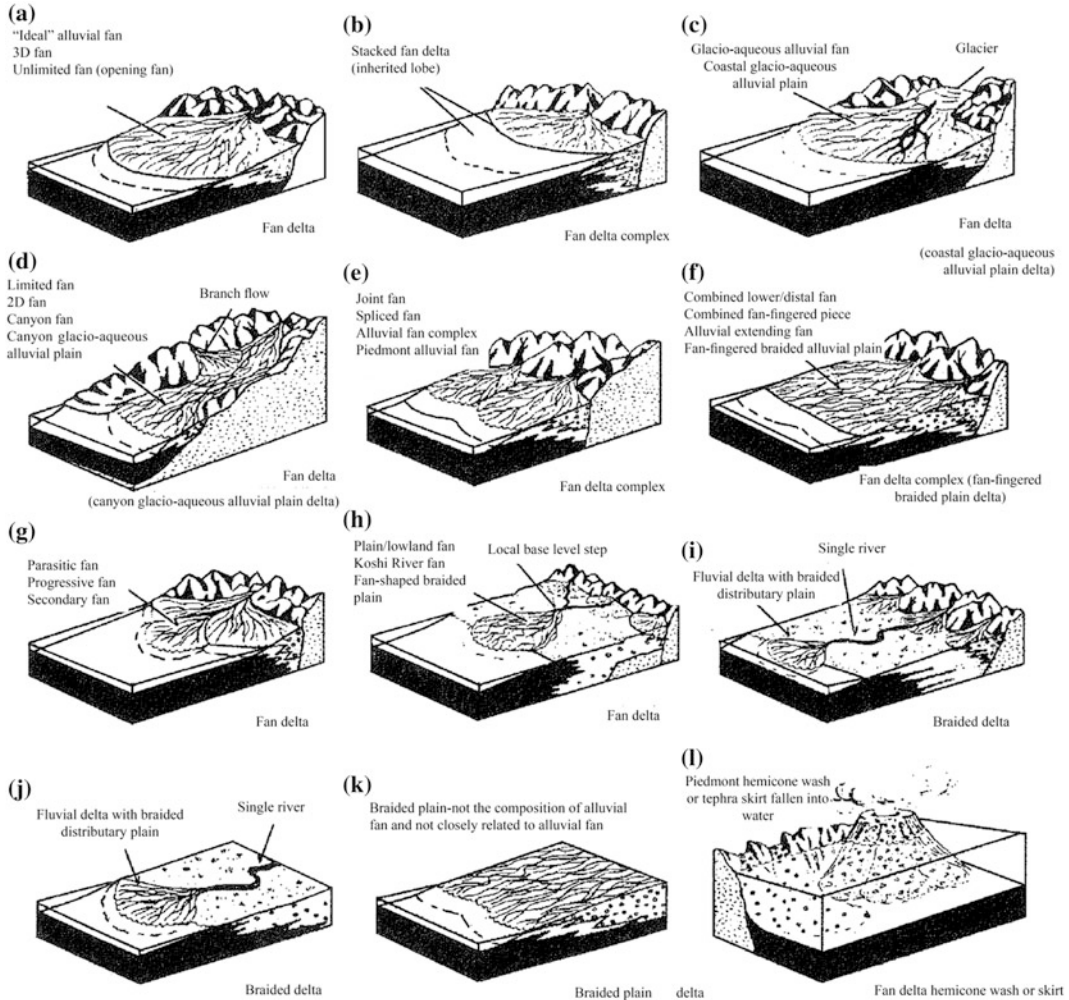 (a)
"Ideal" alluvial fan
3D fan
Unlimited fan (opening fan)
Fan delta
(b)
Stacked fan delta
(inherited lobe)
Fan delta complex
(c)
Glacio-aqueous alluvial fan
Coastal glacio-aqueous
alluvial plain
Glacier
Fan delta
(coastal glacio-aqueous
alluvial plain delta)
(d)
Limited fan
2D fan
Canyon fan
Canyon glacio-aqueous
alluvial plain
Branch flow
Fan delta
(canyon glacio-aqueous alluvial plain delta)
(e)
Joint fan
Spliced fan
Alluvial fan complex
Piedmont alluvial fan
Fan delta complex
(f)
Combined lower/distal fan
Combined fan-fingered piece
Alluvial extending fan
Fan-fingered braided alluvial plain
Fan delta complex (fan-fingered
braided plain delta)
(g)
Parasitic fan
Progressive fan
Secondary fan
Fan delta
(h)
Plain/lowland fan
Koshi River fan
Fan-shaped braided
plain
Local base level step
Fan delta
(i)
Single river
Fluvial delta with braided
distributary plain
Braided delta
(j)
Fluvial delta with braided
distributary plain
Single river
Braided delta
(k)
Braided plain-not the composition of alluvial
fan and not closely related to alluvial fan
Braided plain delta
(l)
Piedmont hemicone wash
or tephra skirt fallen into
water
Fan delta hemicone wash or skirt